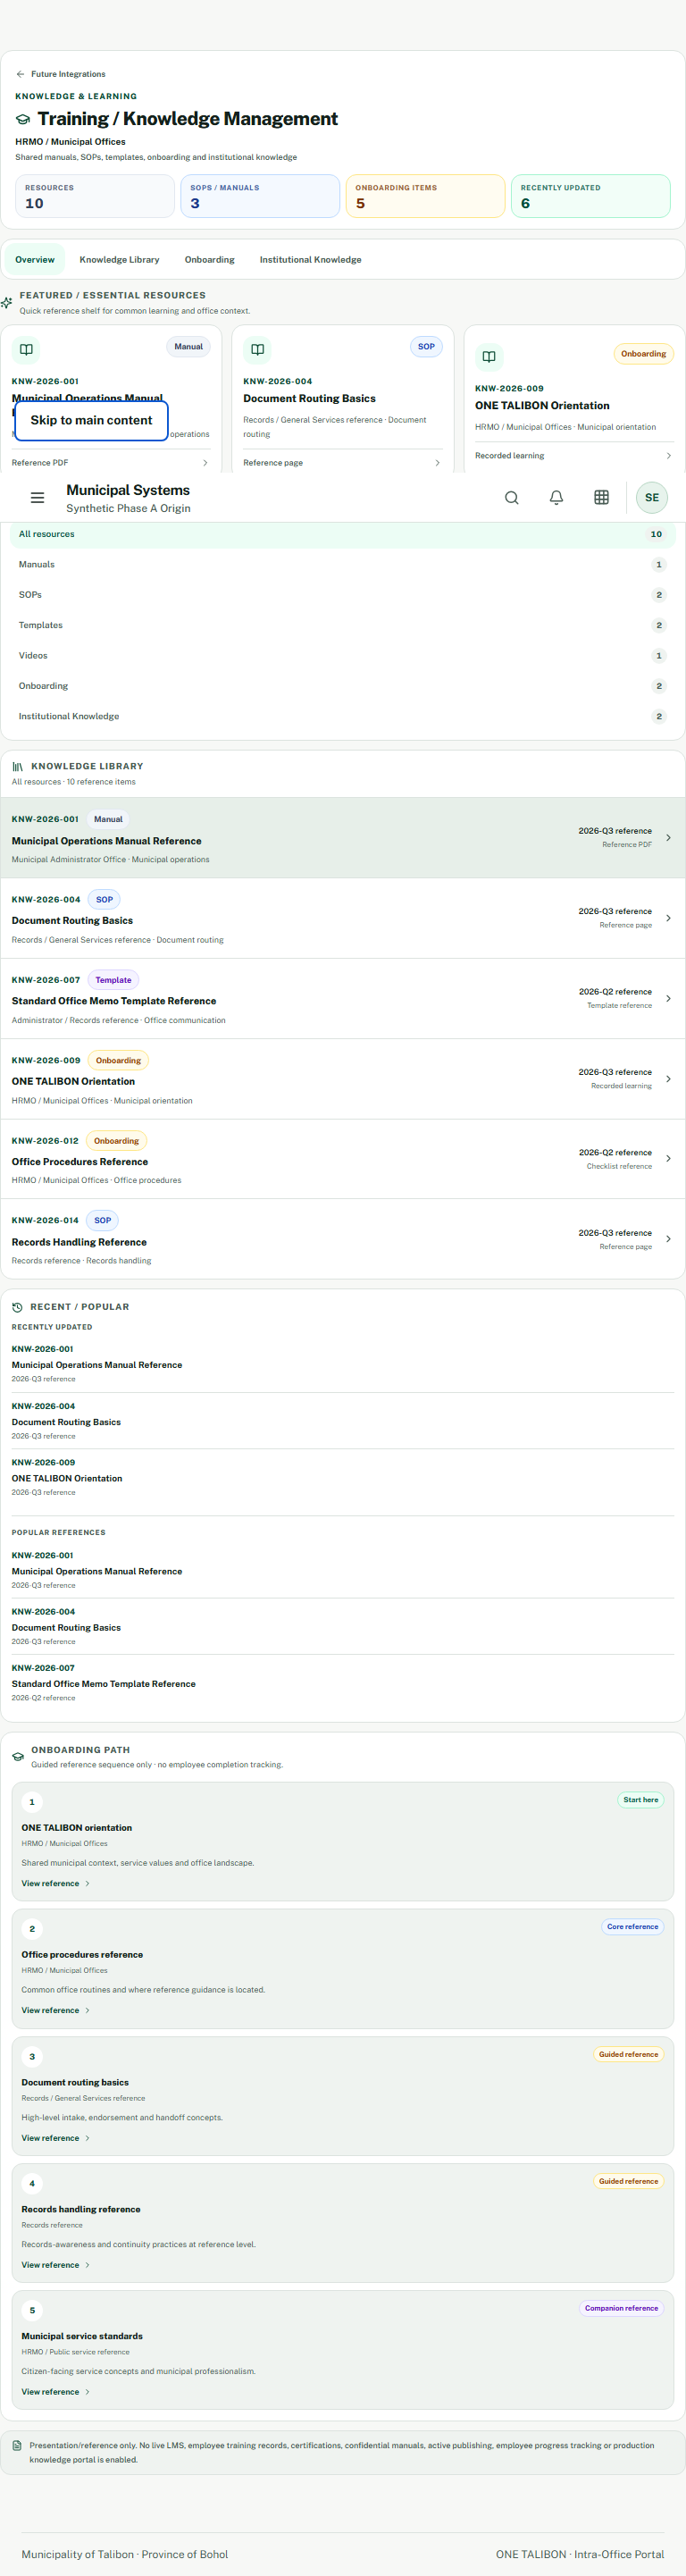 Future Integrations
KNOWLEDGE & LEARNING
Training / Knowledge Management
HRMO / Municipal Offices
Shared manuals, SOPs, templates, onboarding and institutional knowledge
RESOURCES
10
SOPS / MANUALS
3
ONBOARDING ITEMS
5
RECENTLY UPDATED
6
Overview
Knowledge Library
Onboarding
Institutional Knowledge
FEATURED / ESSENTIAL RESOURCES
Quick reference shelf for common learning and office context.
Manual
KNW-2026-001
Municipal Operations Manual
operations
Reference PDF
SOP
KNW-2026-004
Document Routing Basics
Records / General Services reference · Document
routing
Reference page
Onboarding
KNW-2026-009
ONE TALIBON Orientation
HRMO / Municipal Offices · Municipal orientation
Recorded learning
Skip to main content
Municipal Systems
Synthetic Phase A Origin
SE
All resources
10
Manuals
1
SOPs
2
Templates
2
Videos
1
Onboarding
2
Institutional Knowledge
2
KNOWLEDGE LIBRARY
All resources · 10 reference items
KNW-2026-001 Manual
Municipal Operations Manual Reference
Municipal Administrator Office · Municipal operations
2026-Q3 reference
Reference PDF
KNW-2026-004 SOP
Document Routing Basics
Records / General Services reference · Document routing
2026-Q3 reference
Reference page
KNW-2026-007 Template
Standard Office Memo Template Reference
Administrator / Records reference · Office communication
2026-Q2 reference
Template reference
KNW-2026-009 Onboarding
ONE TALIBON Orientation
HRMO / Municipal Offices · Municipal orientation
2026-Q3 reference
Recorded learning
KNW-2026-012 Onboarding
Office Procedures Reference
HRMO / Municipal Offices · Office procedures
2026-Q2 reference
Checklist reference
KNW-2026-014 SOP
Records Handling Reference
Records reference · Records handling
2026-Q3 reference
Reference page
RECENT / POPULAR
RECENTLY UPDATED
KNW-2026-001
Municipal Operations Manual Reference
2026-Q3 reference
KNW-2026-004
Document Routing Basics
2026-Q3 reference
KNW-2026-009
ONE TALIBON Orientation
2026-Q3 reference
POPULAR REFERENCES
KNW-2026-001
Municipal Operations Manual Reference
2026-Q3 reference
KNW-2026-004
Document Routing Basics
2026-Q3 reference
KNW-2026-007
Standard Office Memo Template Reference
2026-Q2 reference
ONBOARDING PATH
Guided reference sequence only · no employee completion tracking.
1
Start here
ONE TALIBON orientation
HRMO / Municipal Offices
Shared municipal context, service values and office landscape.
View reference
2
Core reference
Office procedures reference
HRMO / Municipal Offices
Common office routines and where reference guidance is located.
View reference
3
Guided reference
Document routing basics
Records / General Services reference
High-level intake, endorsement and handoff concepts.
View reference
4
Guided reference
Records handling reference
Records reference
Records-awareness and continuity practices at reference level.
View reference
5
Companion reference
Municipal service standards
HRMO / Public service reference
Citizen-facing service concepts and municipal professionalism.
View reference
Presentation/reference only. No live LMS, employee training records, certifications, confidential manuals, active publishing, employee progress tracking or production
knowledge portal is enabled.
Municipality of Talibon · Province of Bohol
ONE TALIBON · Intra-Office Portal